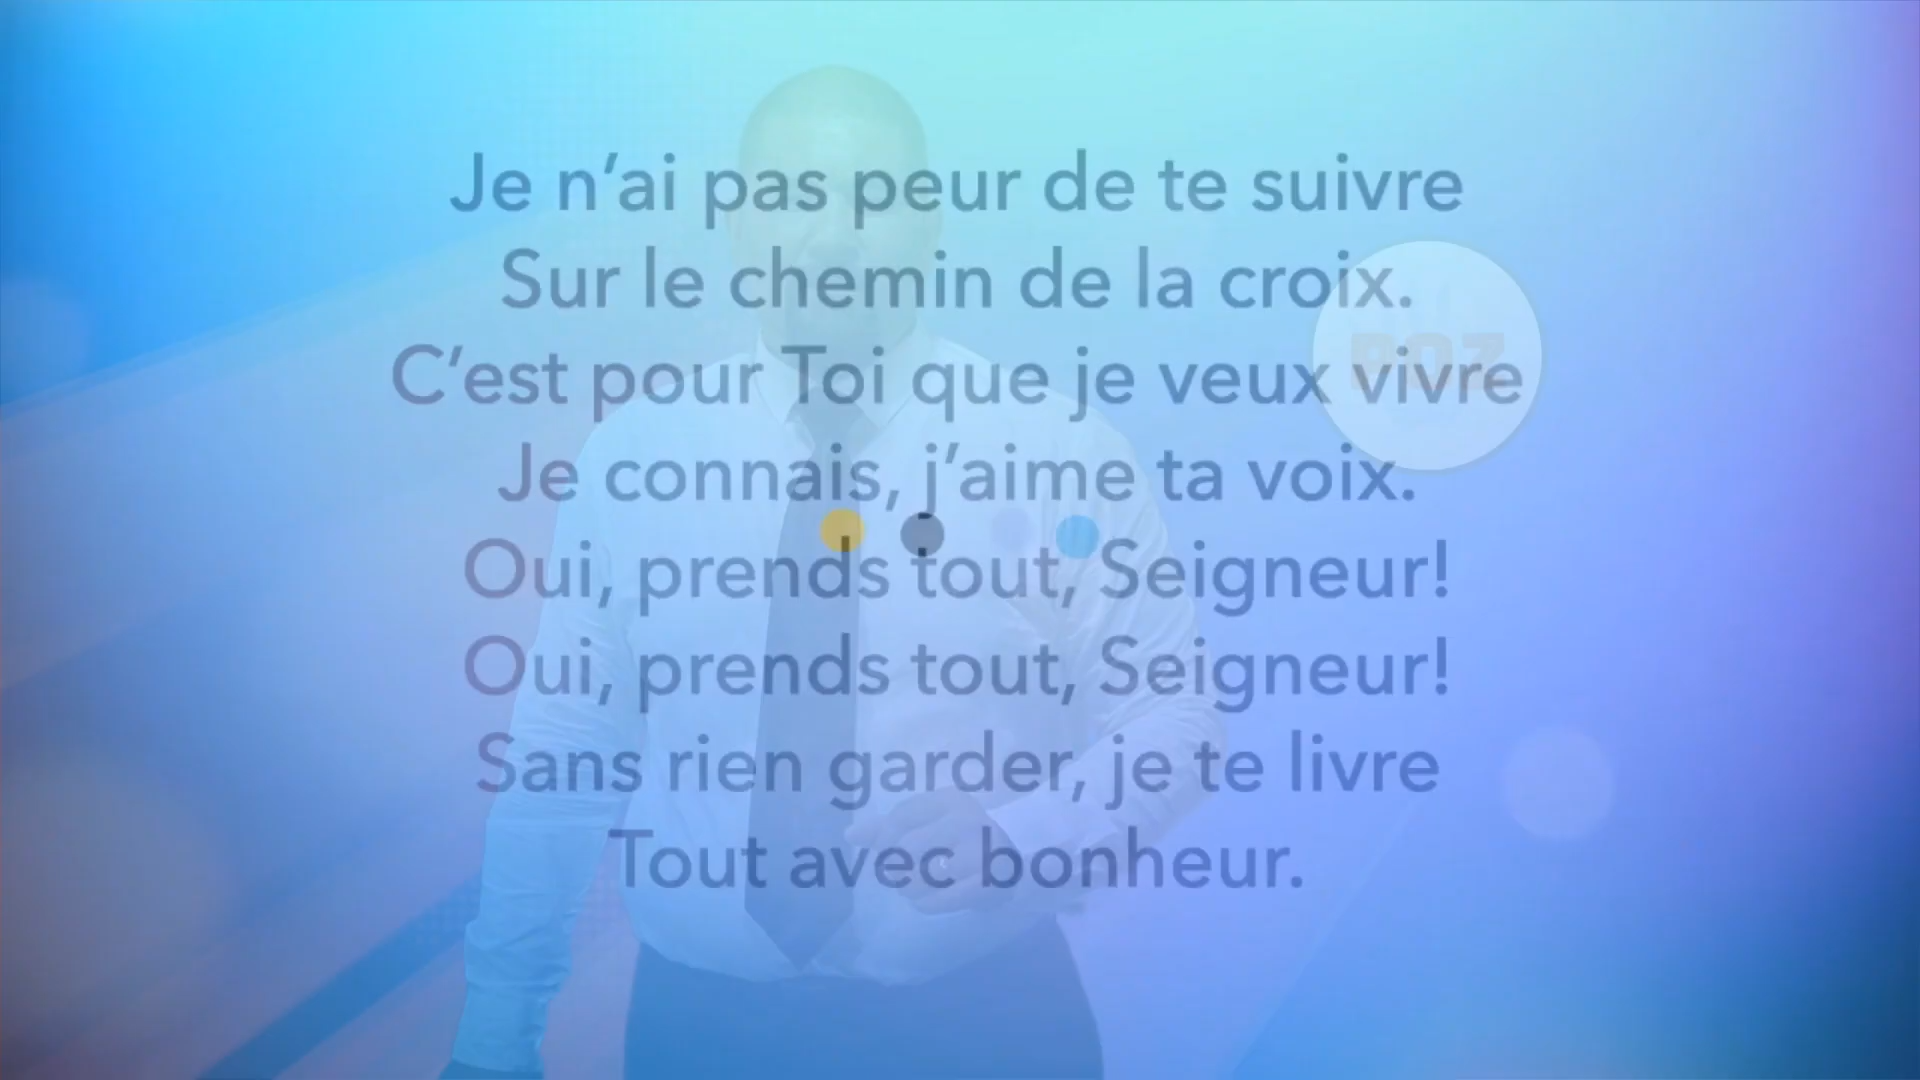 Je n’ai pas peur de te suivre
Sur le chemin de la croix.
POZ
C’est pour Toi que je veux vivre
Je connais, j’aime ta voix.
Oui, prends tout, Seigneur!
Oui, prends tout, Seigneur!
Sans rien garder, je te livre
Tout avec bonheur.